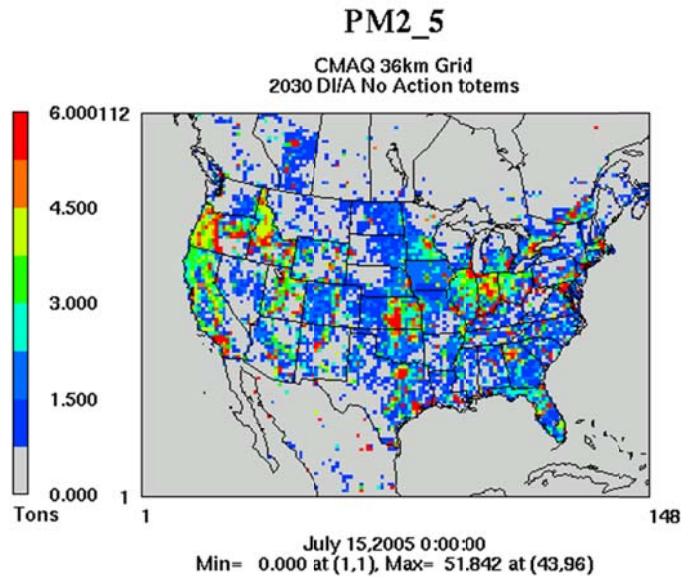 PM2_5
CMAQ 36km Grid
2030 DI/A No Action totems
6.000
4.500
3.000
1.500
0.000
Tons
112
1
1
148
July 15,2005 0:00:00
Min= 0.000 at (1,1), Max= 51.842 at (43,96)